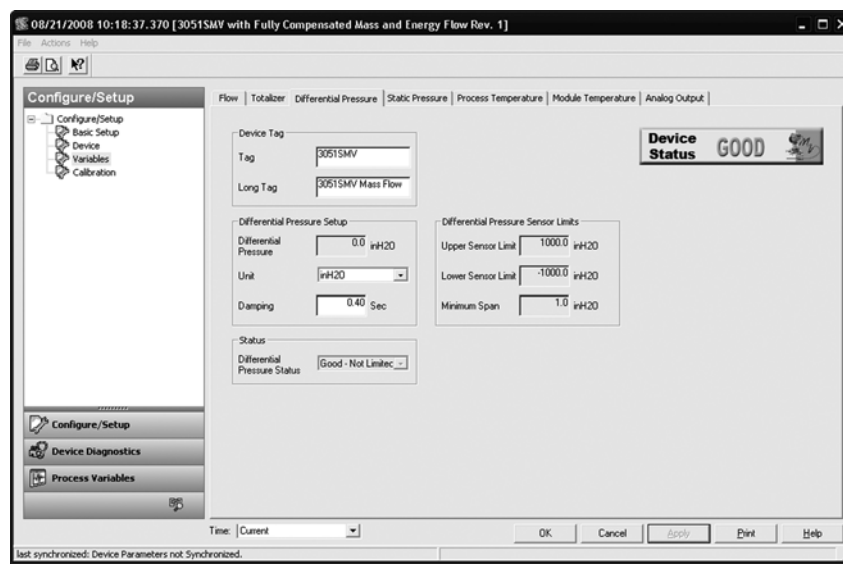 08/21/2008 10:18:37.370 [3051SMV with Fully Compensated Mass and Energy Flow Rev. 1]
File Actions Help
Configure/Setup
Flow Totalizer Differential Pressure Static Pressure Process Temperature Module Temperature Analog Output
Configure/Setup
Basic Setup
Device
Variables
Calibration
Device Tag
Tag 3051SMV
Long Tag 3051SMV Mass Flow
Device Status GOOD
Differential Pressure Setup
Differential Pressure 0.0 inH2O
Unit inH2O
Damping 0.40 Sec
Differential Pressure Sensor Limits
Upper Sensor Limit 1000.0 inH2O
Lower Sensor Limit -1000.0 inH2O
Minimum Span 1.0 inH2O
Status
Differential Pressure Status Good - Not Limitec
Configure/Setup
Device Diagnostics
Process Variables
Time: Current
OK Cancel Apply Print Help
last synchronized: Device Parameters not Synchronized.